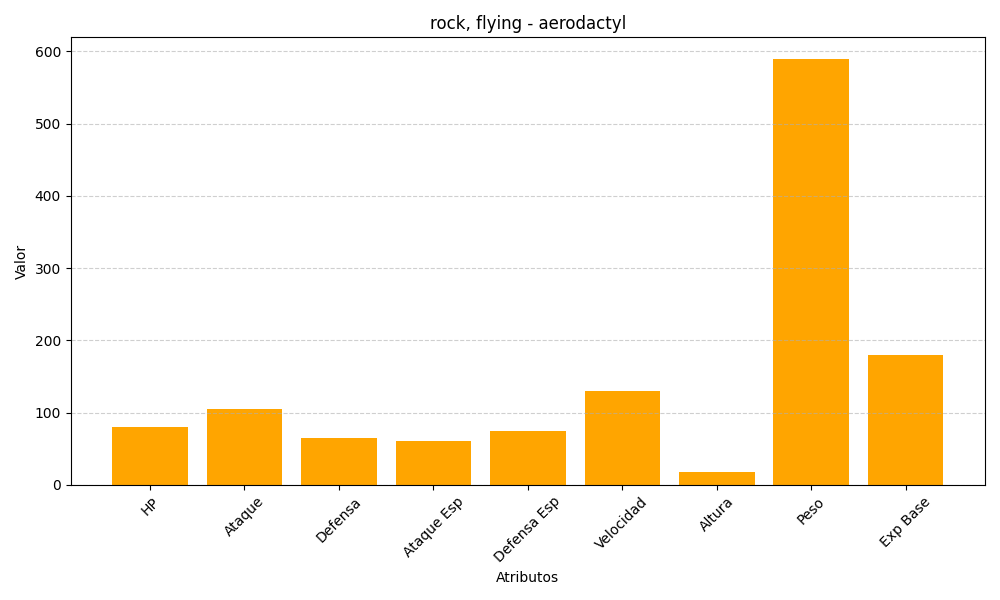 rock, flying - aerodactyl
600
500
400
300
200
100
0
Valor
HP
Ataque
Defensa
Ataque Esp
Defensa Esp
Velocidad
Altura
Peso
Exp Base
Atributos